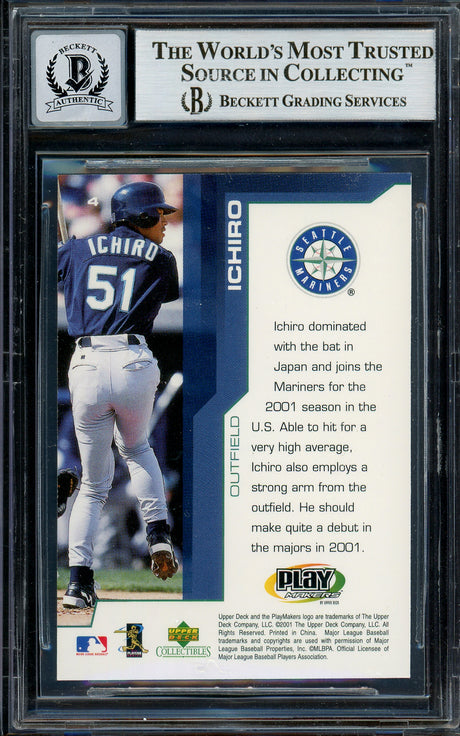 BECKETT
B
AUTHENTIC
THE WORLD'S MOST TRUSTED
SOURCE IN COLLECTING™
B BECKETT GRADING SERVICES
4
ICHIRO
51
ICHIRO
OUTFIELD
SEATTLE
MARINERS
®
Ichiro dominated
with the bat in
Japan and joins the
Mariners for the
2001 season in the
U.S. Able to hit for a
very high average,
Ichiro also employs a
strong arm from the
outfield. He should
make quite a debut in
the majors in 2001.
PLAY
MAKERS
BY UPPER DECK
Upper Deck and the PlayMakers logo are trademarks of The Upper
Deck Company, LLC. ©2001 The Upper Deck Company, LLC. All
Rights Reserved. Printed in China. Major League Baseball
trademarks and copyrights are used with permission of Major
League Baseball Properties, Inc. ©MLBPA. Official Licensee of
Major League Baseball Players Association.
UPPER
DECK
COLLECTIBLES